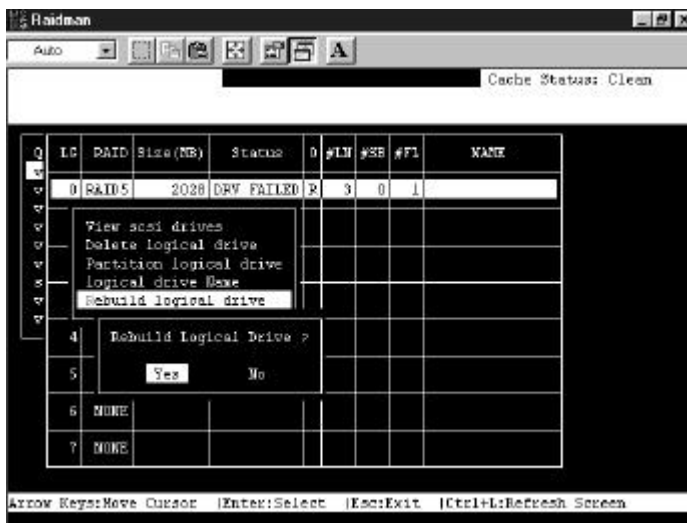 Raidman
Auto
A
Cache Status: Clean
Q LG RAID Size(MB) Status O #LN #SB #FL NAME
v
v 0 RAID5 2028 DRV FAILED R 3 0 1
v
v View scsi drives
v Delete logical drive
v Partition logical drive
s logical drive Name
v Rebuild logical drive
v
4 Rebuild Logical Drive ?
5 Yes No
6 NONE
7 NONE
Arrow Keys:Move Cursor |Enter:Select |Esc:Exit |Ctrl+L:Refresh Screen